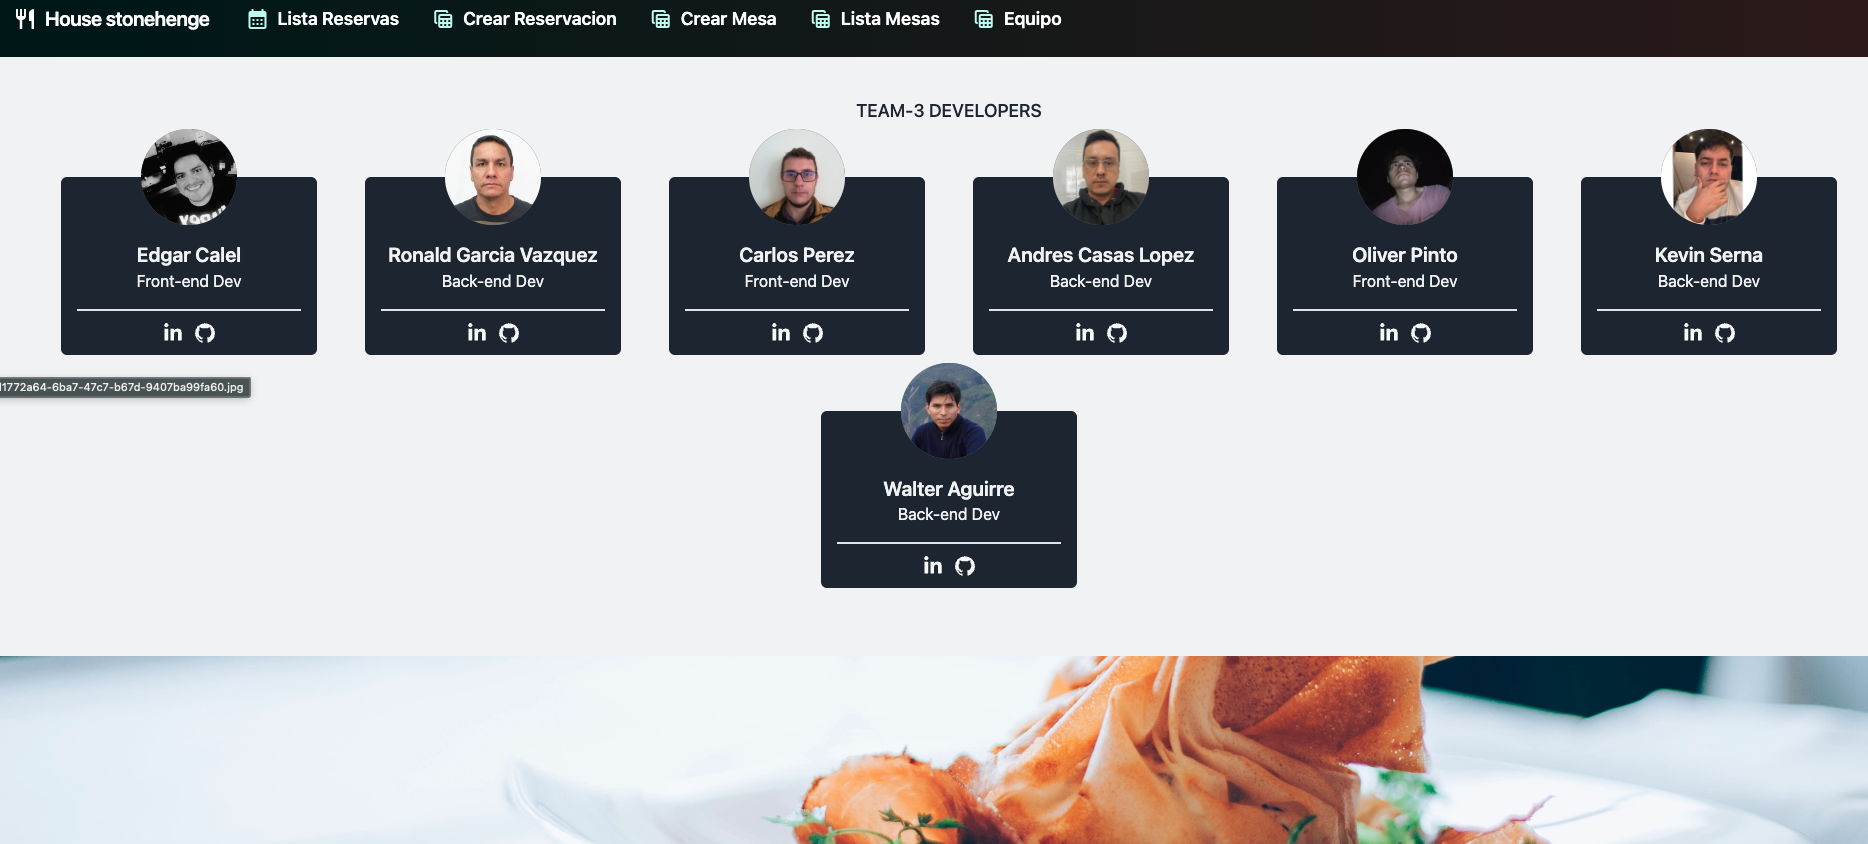 House stonehenge Lista Reservas Crear Reservacion Crear Mesa Lista Mesas Equipo
TEAM-3 DEVELOPERS
Edgar Calel
Front-end Dev
in
Ronald Garcia Vazquez
Back-end Dev
in
Carlos Perez
Front-end Dev
in
Andres Casas Lopez
Back-end Dev
in
Oliver Pinto
Front-end Dev
in
Kevin Serna
Back-end Dev
in
1772a64-6ba7-47c7-b67d-9407ba99fa60.jpg
Walter Aguirre
Back-end Dev
in